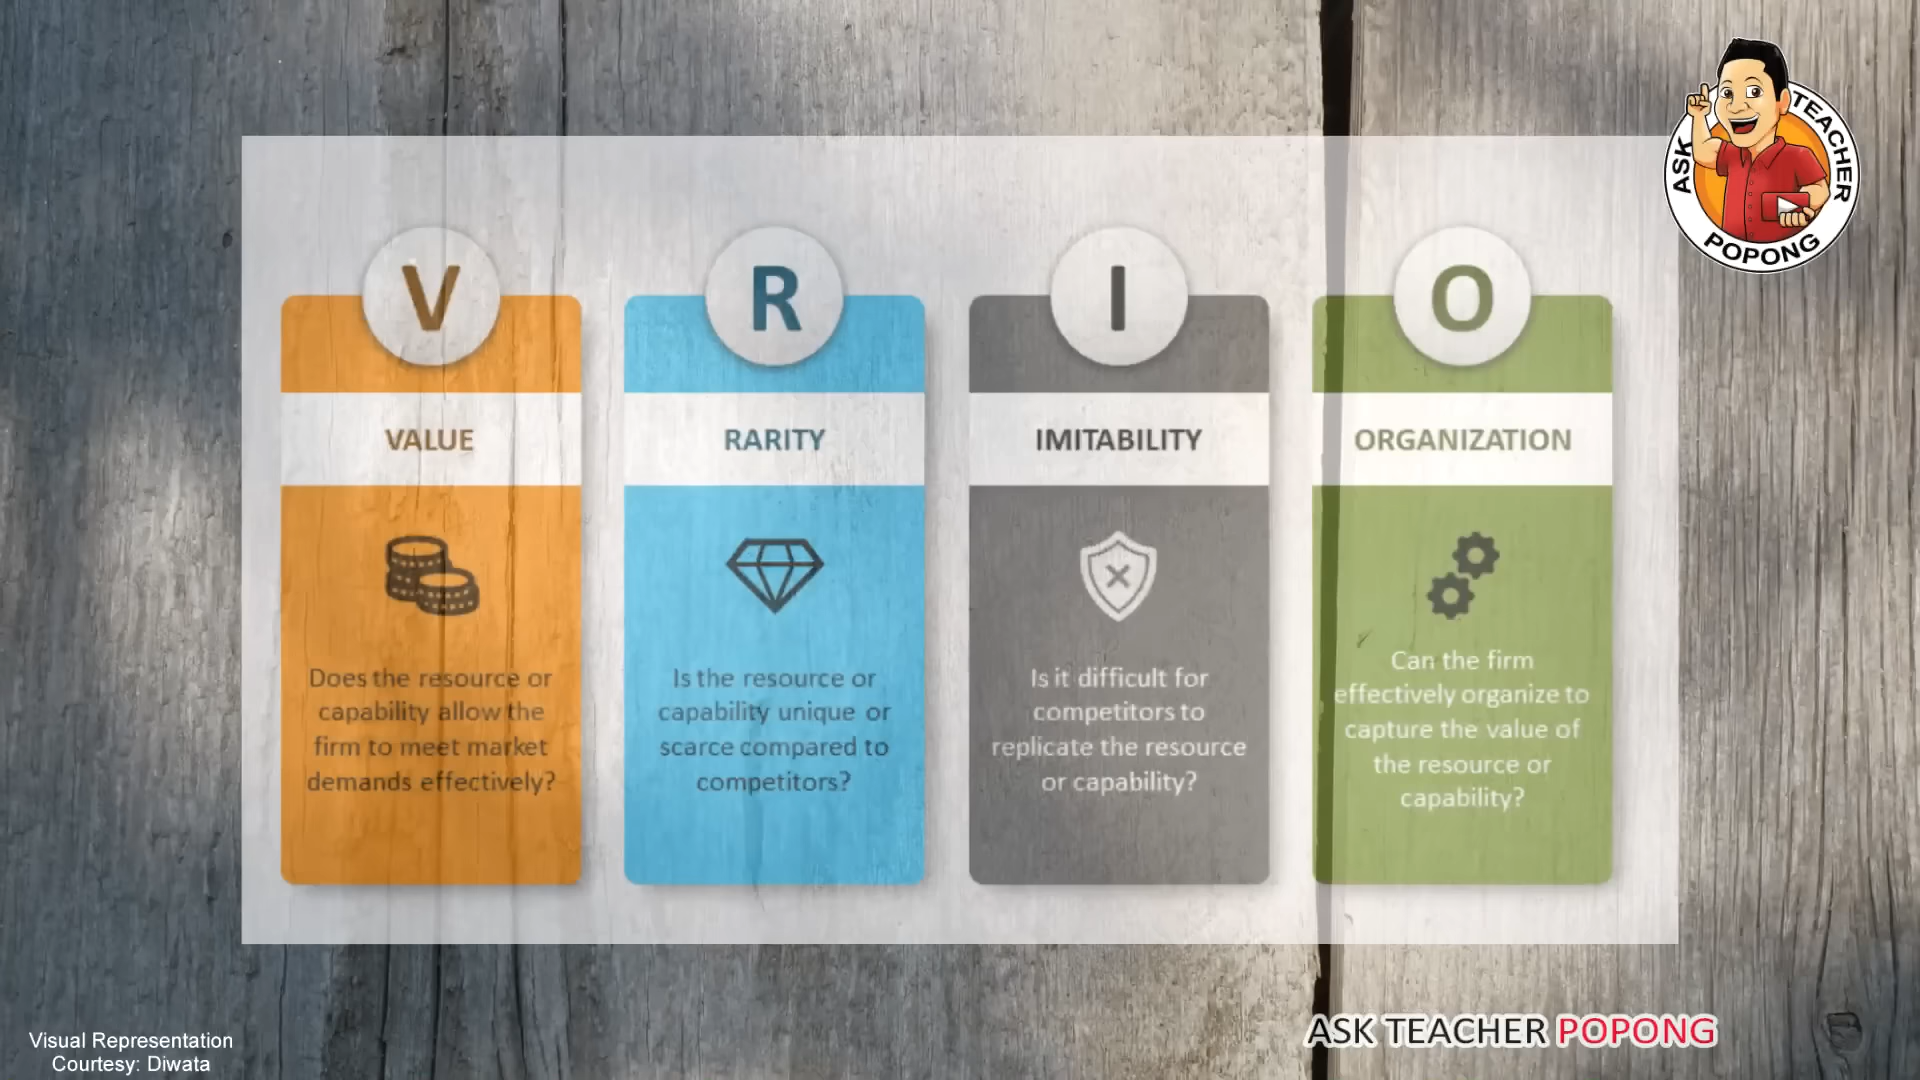 ASK TEACHER
POPONG
V
R
I
O
VALUE
RARITY
IMITABILITY
ORGANIZATION
Does the resource or
capability allow the
firm to meet market
demands effectively?
Is the resource or
capability unique or
scarce compared to
competitors?
Is it difficult for
competitors to
replicate the resource
or capability?
Can the firm
effectively organize to
capture the value of
the resource or
capability?
Visual Representation
Courtesy: Diwata
ASK TEACHER POPONG